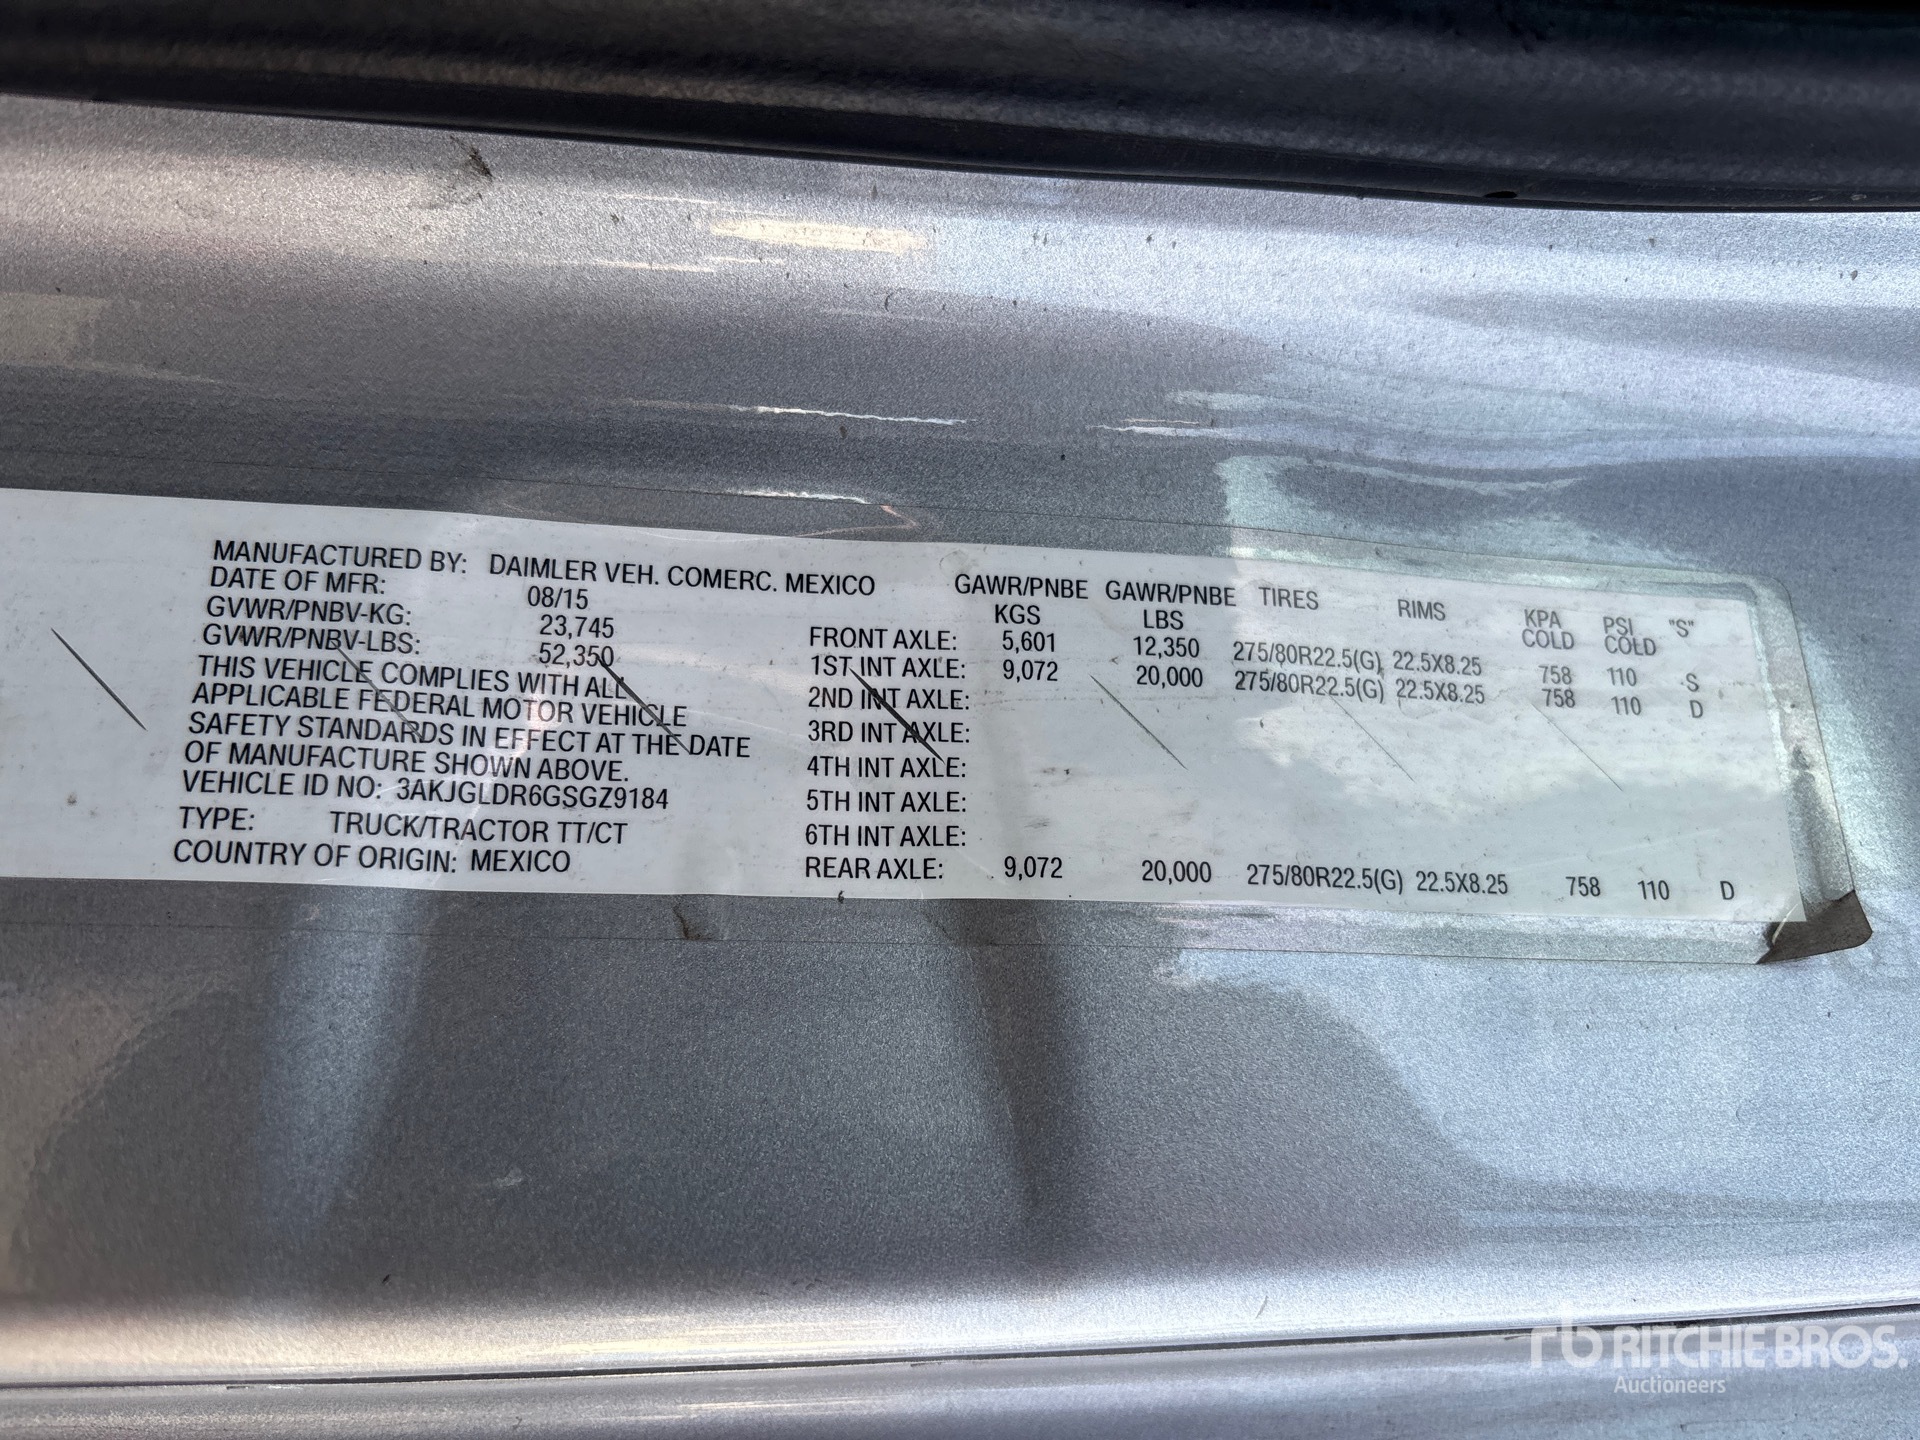 MANUFACTURED BY: DAIMLER VEH. COMERC. MEXICO
DATE OF MFR: 08/15
GVWR/PNBV-KG: 23,745
GVWR/PNBV-LBS: 52,350
THIS VEHICLE COMPLIES WITH ALL
APPLICABLE FEDERAL MOTOR VEHICLE
SAFETY STANDARDS IN EFFECT AT THE DATE
OF MANUFACTURE SHOWN ABOVE.
VEHICLE ID NO: 3AKJGLDR6GSGZ9184
TYPE: TRUCK/TRACTOR TT/CT
COUNTRY OF ORIGIN: MEXICO
GAWR/PNBE GAWR/PNBE TIRES RIMS KPA PSI "S"
KGS LBS COLD COLD
FRONT AXLE: 5,601 12,350 275/80R22.5(G) 22.5X8.25 758 110 S
1ST INT AXLE: 9,072 20,000 275/80R22.5(G) 22.5X8.25 758 110 D
2ND INT AXLE:
3RD INT AXLE:
4TH INT AXLE:
5TH INT AXLE:
6TH INT AXLE:
REAR AXLE: 9,072 20,000 275/80R22.5(G) 22.5X8.25 758 110 D
rb RITCHIE BROS.
Auctioneers